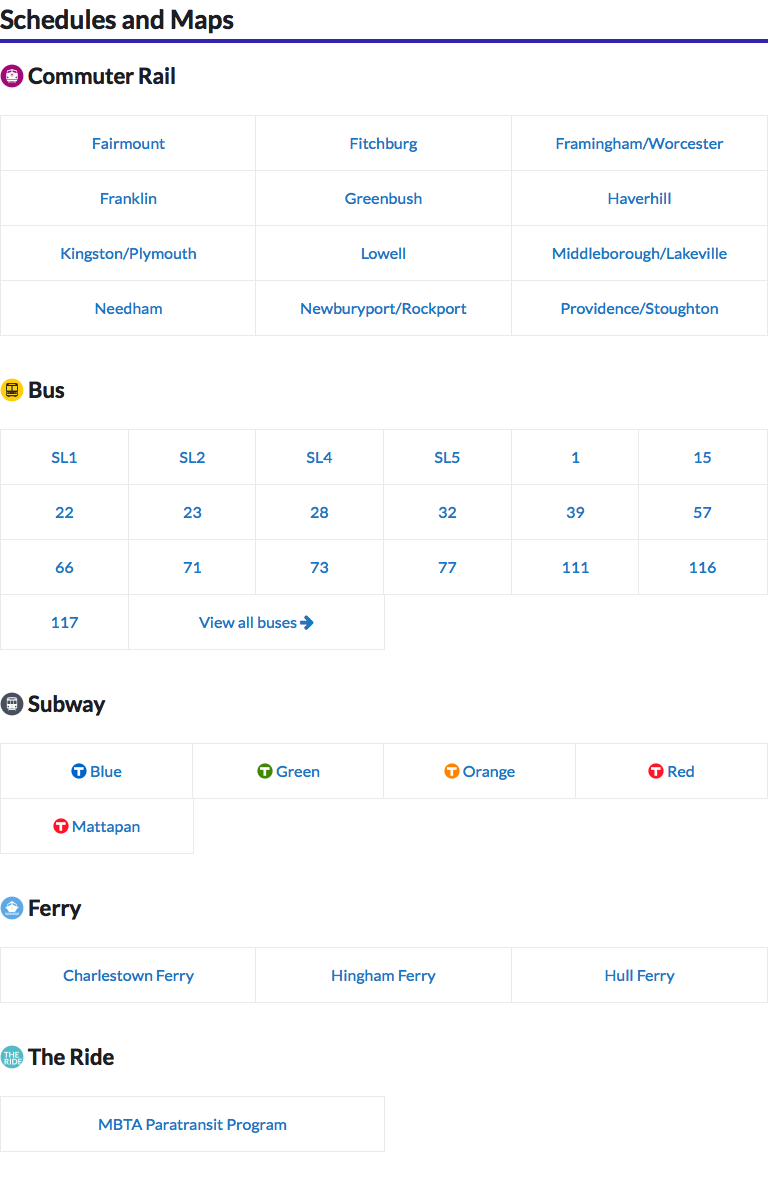 Schedules and Maps
Commuter Rail
Fairmount Fitchburg Framingham/Worcester
Franklin Greenbush Haverhill
Kingston/Plymouth Lowell Middleborough/Lakeville
Needham Newburyport/Rockport Providence/Stoughton
Bus
SL1 SL2 SL4 SL5 1 15
22 23 28 32 39 57
66 71 73 77 111 116
117 View all buses
Subway
T Blue T Green T Orange T Red
T Mattapan
Ferry
Charlestown Ferry Hingham Ferry Hull Ferry
THE RIDE The Ride
MBTA Paratransit Program